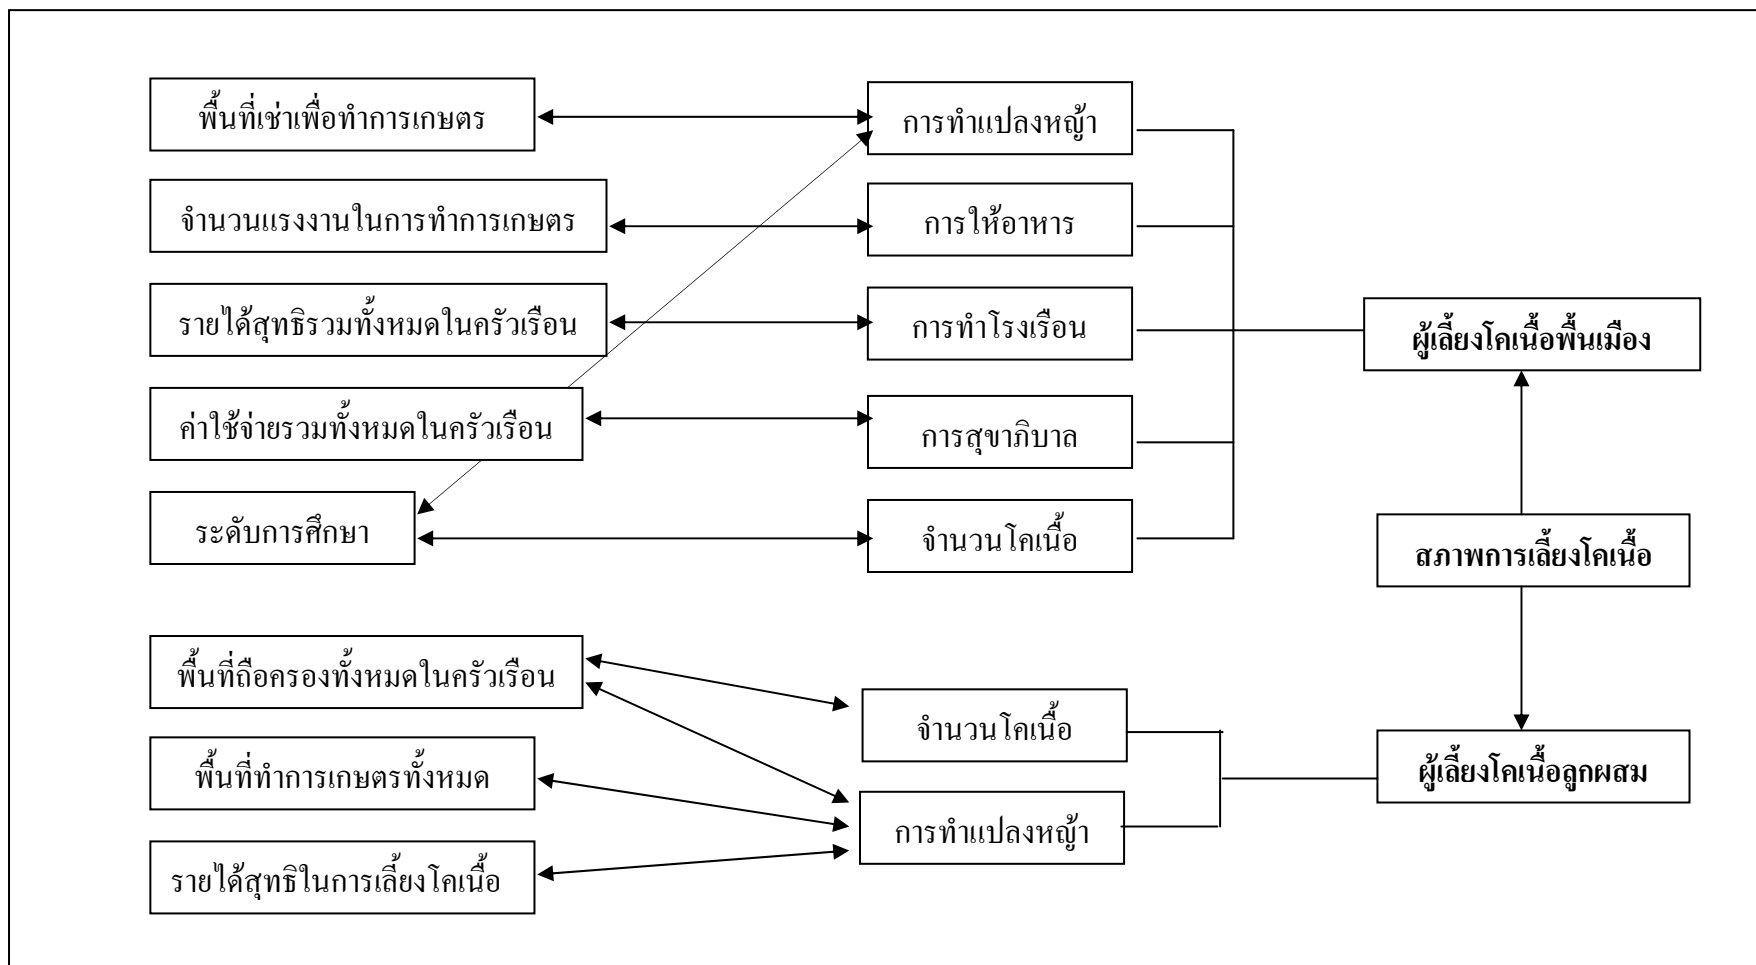 พื้นที่เช่าเพื่อทำการเกษตร
การทำแปลงหญ้า
จำนวนแรงงานในการทำการเกษตร
การให้อาหาร
รายได้สุทธิรวมทั้งหมดในครัวเรือน
การทำโรงเรือน
ผู้เลี้ยงโคเนื้อพื้นเมือง
ค่าใช้จ่ายรวมทั้งหมดในครัวเรือน
การสุขาภิบาล
ระดับการศึกษา
จำนวนโคเนื้อ
สภาพการเลี้ยงโคเนื้อ
พื้นที่ถือครองทั้งหมดในครัวเรือน
จำนวนโคเนื้อ
พื้นที่ทำการเกษตรทั้งหมด
ผู้เลี้ยงโคเนื้อลูกผสม
การทำแปลงหญ้า
รายได้สุทธิในการเลี้ยงโคเนื้อ